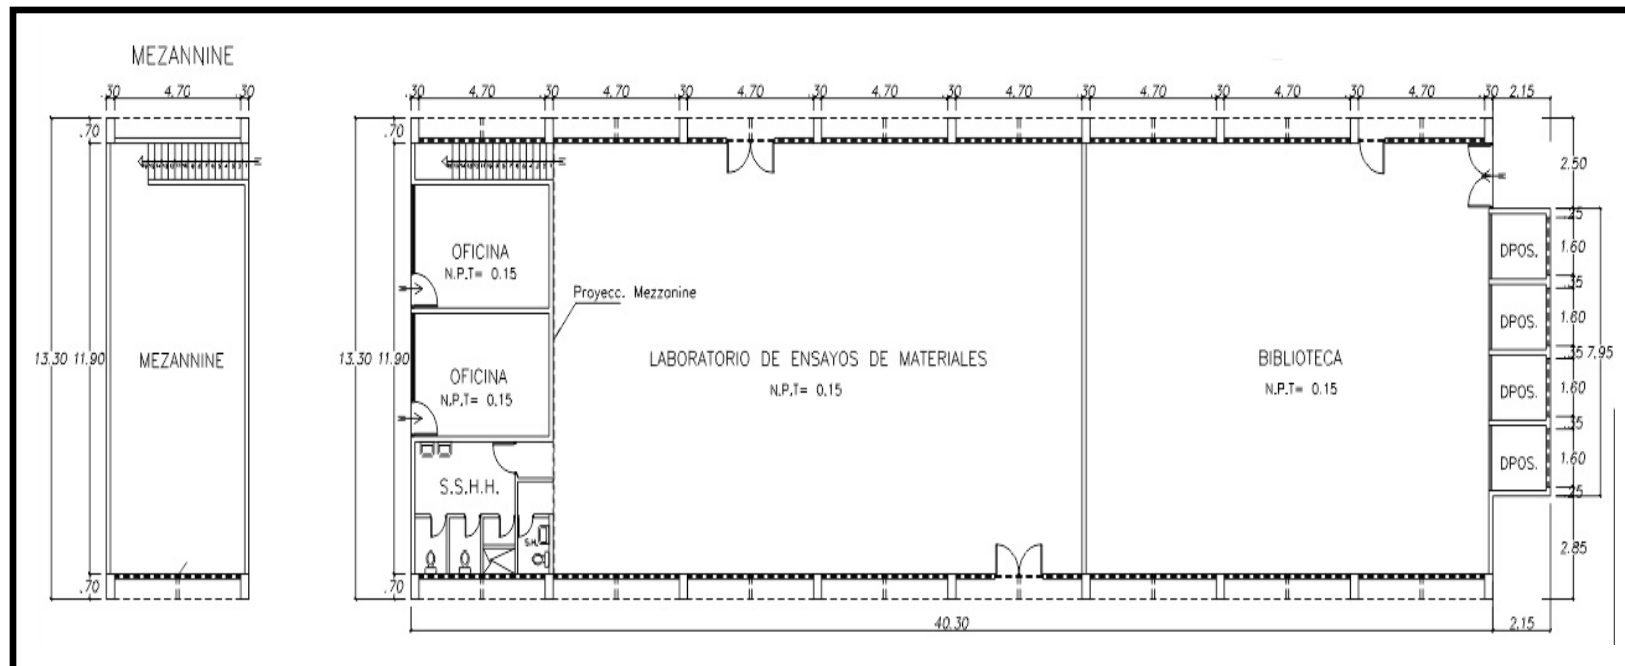 MEZANNINE
.30 4.70 .30
.30 4.70 .30 4.70 .30 4.70 .30 4.70 .30 4.70 .30 4.70 .30 4.70 .30 4.70 .30 2.15
.70
.70
2.50
OFICINA
N.P.T= 0.15
DPOS.
.25
1.60
.35
Proyecc. Mezzanine
DPOS.
1.60
13.30 11.90
MEZANNINE
13.30 11.90
OFICINA
N.P.T= 0.15
LABORATORIO DE ENSAYOS DE MATERIALES
N.P.T= 0.15
BIBLIOTECA
N.P.T= 0.15
.35 7.95
DPOS.
1.60
.35
DPOS.
1.60
.25
S.S.H.H.
S.H.
2.85
.70
.70
40.30
2.15